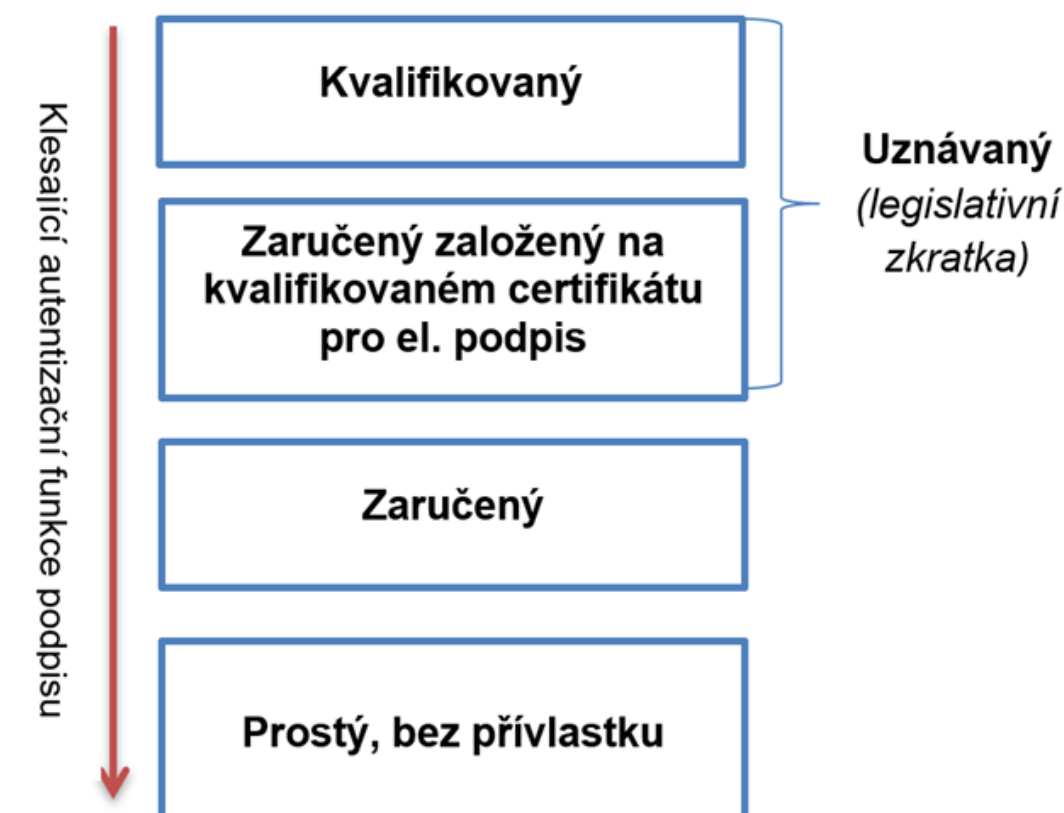 Klesající autentizační funkce podpisu
Kvalifikovaný
Zaručený založený na
kvalifikovaném certifikátu
pro el. podpis
Uznávaný
(legislativní
zkratka)
Zaručený
Prostý, bez přívlastku